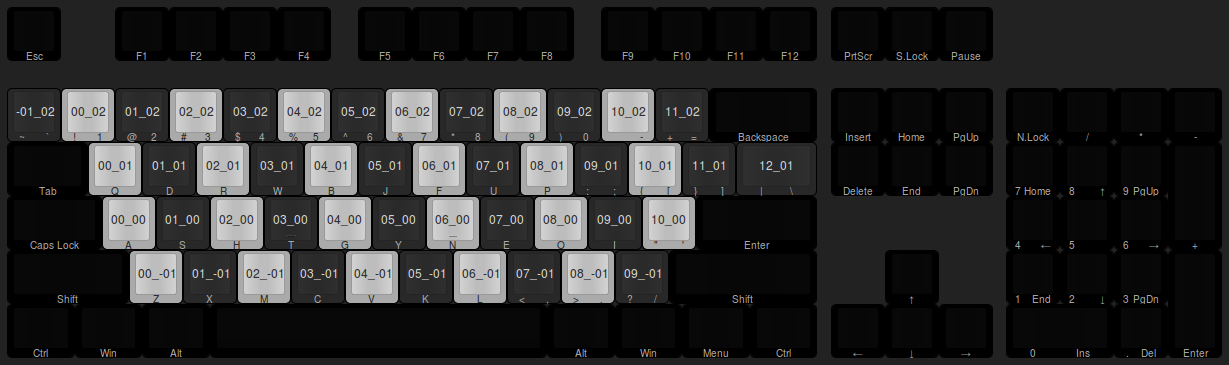 Esc F1 F2 F3 F4 F5 F6 F7 F8 F9 F10 F11 F12 PrtScr S.Lock Pause
-01_02 00_02 01_02 02_02 03_02 04_02 05_02 06_02 07_02 08_02 09_02 10_02 11_02
~ ` ! 1 @ 2 # 3 $ 4 % 5 ^ 6 & 7 * 8 ( 9 ) 0 - + = Backspace Insert Home PgUp N.Lock / * -
00_01 01_01 02_01 03_01 04_01 05_01 06_01 07_01 08_01 09_01 10_01 11_01 12_01
Tab Q D R W B J F U P : ; { [ } ] | \ Delete End PgDn 7 Home 8 ↑ 9 PgUp
00_00 01_00 02_00 03_00 04_00 05_00 06_00 07_00 08_00 09_00 10_00
Caps Lock A S H T G Y N E O I " ' Enter 4 ← 5 6 → +
00_-01 01_-01 02_-01 03_-01 04_-01 05_-01 06_-01 07_-01 08_-01 09_-01
Shift Z X M C V K L < , > . ? / Shift ↑ 1 End 2 ↓ 3 PgDn
Ctrl Win Alt Alt Win Menu Ctrl ← ↓ → 0 Ins . Del Enter